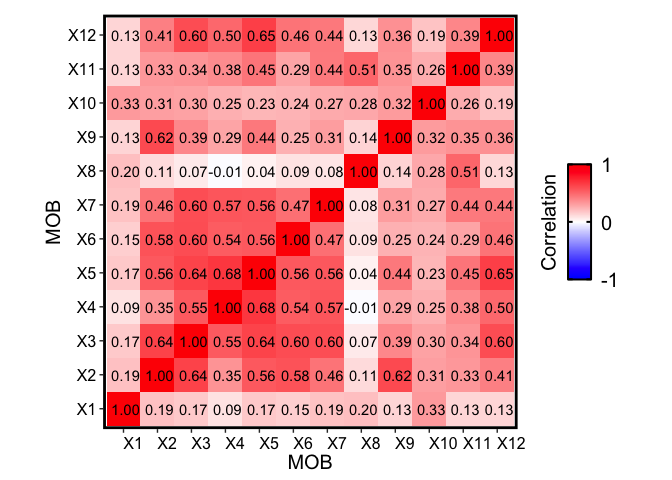 X12 0.13 0.41 0.60 0.50 0.65 0.46 0.44 0.13 0.36 0.19 0.39 1.00
X11 0.13 0.33 0.34 0.38 0.45 0.29 0.44 0.51 0.35 0.26 1.00 0.39
X10 0.33 0.31 0.30 0.25 0.23 0.24 0.27 0.28 0.32 1.00 0.26 0.19
X9 0.13 0.62 0.39 0.29 0.44 0.25 0.31 0.14 1.00 0.32 0.35 0.36
X8 0.20 0.11 0.07 -0.01 0.04 0.09 0.08 1.00 0.14 0.28 0.51 0.13
X7 0.19 0.46 0.60 0.57 0.56 0.47 1.00 0.08 0.31 0.27 0.44 0.44
X6 0.15 0.58 0.60 0.54 0.56 1.00 0.47 0.09 0.25 0.24 0.29 0.46
X5 0.17 0.56 0.64 0.68 1.00 0.56 0.56 0.04 0.44 0.23 0.45 0.65
X4 0.09 0.35 0.55 1.00 0.68 0.54 0.57 -0.01 0.29 0.25 0.38 0.50
X3 0.17 0.64 1.00 0.55 0.64 0.60 0.60 0.07 0.39 0.30 0.34 0.60
X2 0.19 1.00 0.64 0.35 0.56 0.58 0.46 0.11 0.62 0.31 0.33 0.41
X1 1.00 0.19 0.17 0.09 0.17 0.15 0.19 0.20 0.13 0.33 0.13 0.13
X1 X2 X3 X4 X5 X6 X7 X8 X9 X10 X11 X12
MOB
MOB
Correlation
1
0
-1